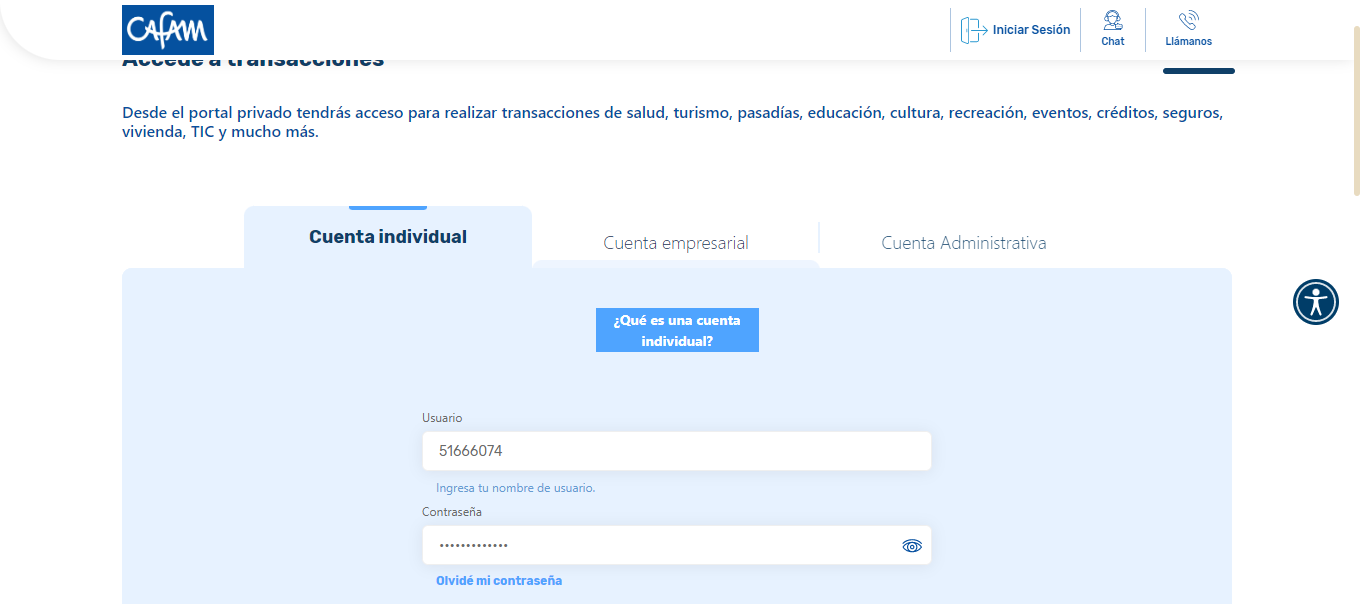 CAFAM
Iniciar Sesión
Chat
Llámanos
Accede a transacciones
Desde el portal privado tendrás acceso para realizar transacciones de salud, turismo, pasadías, educación, cultura, recreación, eventos, créditos, seguros,
vivienda, TIC y mucho más.
Cuenta individual
Cuenta empresarial
Cuenta Administrativa
¿Qué es una cuenta
individual?
Usuario
51666074
Ingresa tu nombre de usuario.
Contraseña
•••••••••••••
Olvidé mi contraseña